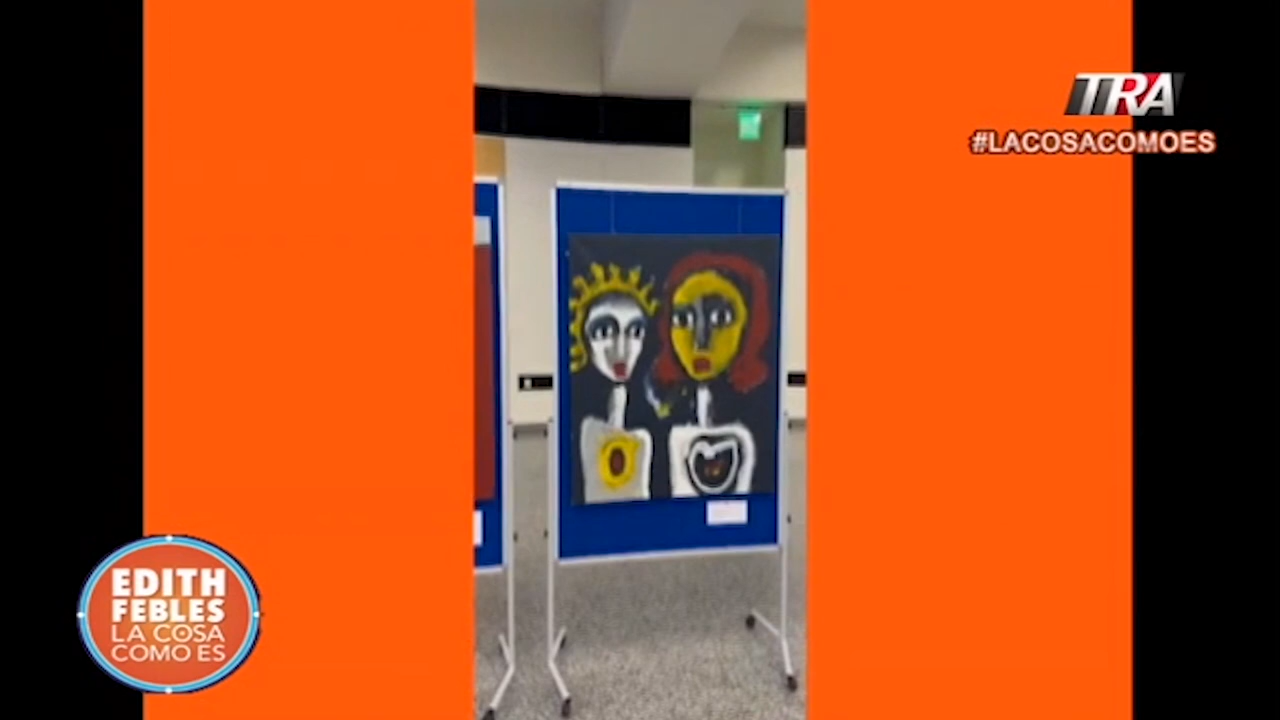 TRA
#LACOSACOMOES
EDITH
FEBLES
LA COSA
COMO ES